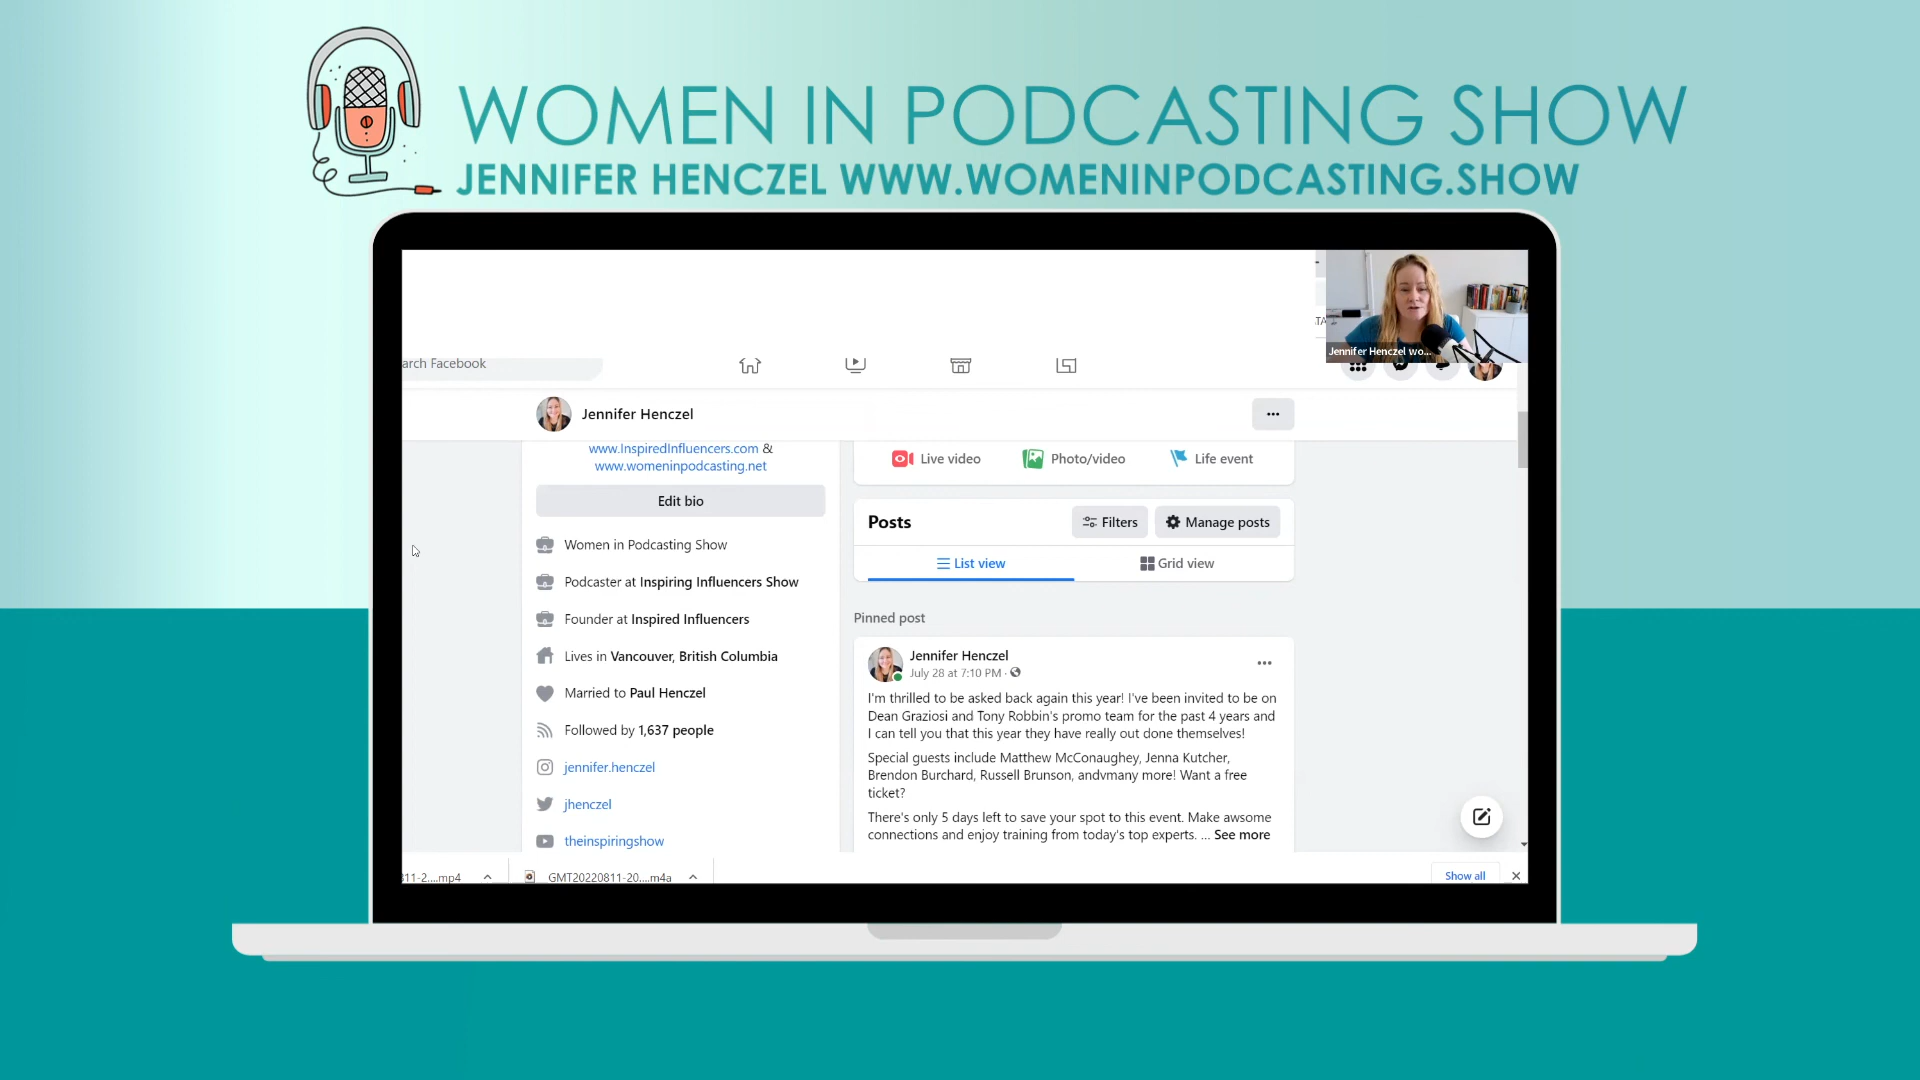 WOMEN IN PODCASTING SHOW
JENNIFER HENCZEL WWW.WOMENINPODCASTING.SHOW
Jennifer Henczel wo...
arch Facebook
Jennifer Henczel
www.InspiredInfluencers.com &
www.womeninpodcasting.net
Edit bio
Women in Podcasting Show
Podcaster at Inspiring Influencers Show
Founder at Inspired Influencers
Lives in Vancouver, British Columbia
Married to Paul Henczel
Followed by 1,637 people
jennifer.henczel
jhenczel
theinspiringshow
Live video
Photo/video
Life event
Posts
Filters
Manage posts
List view
Grid view
Pinned post
Jennifer Henczel
July 28 at 7:10 PM ·
I'm thrilled to be asked back again this year! I've been invited to be on
Dean Graziosi and Tony Robbin's promo team for the past 4 years and
I can tell you that this year they have really out done themselves!
Special guests include Matthew McConaughey, Jenna Kutcher,
Brendon Burchard, Russell Brunson, andvmany more! Want a free
ticket?
There's only 5 days left to save your spot to this event. Make awsome
connections and enjoy training from today's top experts. ... See more
811-2....mp4
GMT20220811-20....m4a
Show all